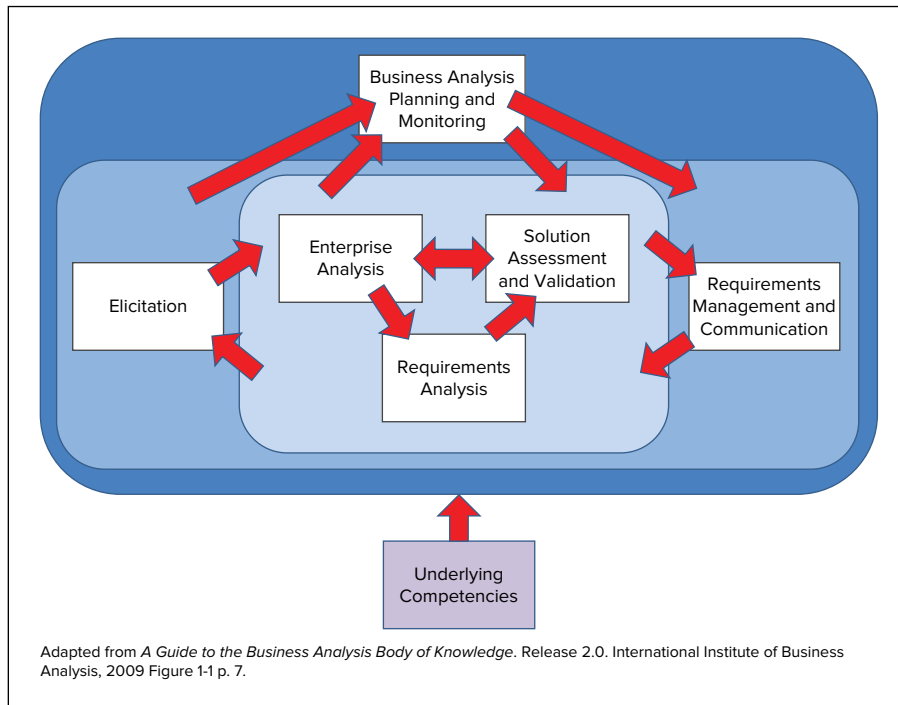 Business Analysis
Planning and
Monitoring
Enterprise
Analysis
Solution
Assessment
and Validation
Elicitation
Requirements
Management and
Communication
Requirements
Analysis
Underlying
Competencies
Adapted from A Guide to the Business Analysis Body of Knowledge. Release 2.0. International Institute of Business
Analysis, 2009 Figure 1-1 p. 7.